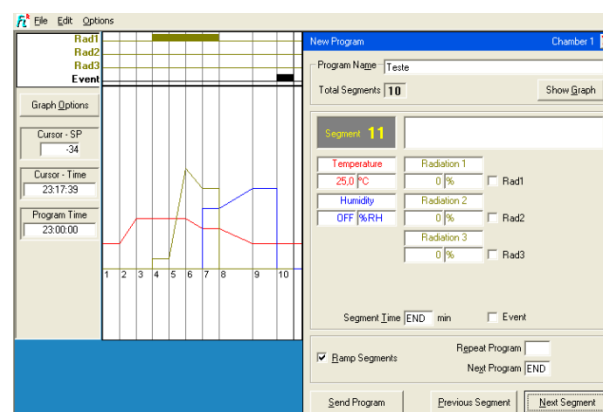 File Edit Options
Rad1
Rad2
Rad3
Event
Graph Options
Cursor - SP
-34
Cursor - Time
23:17:39
Program Time
23:00:00
1 2 3 4 5 6 7 8 9 10
New Program Chamber 1
Program Name Teste
Total Segments 10 Show Graph
Segment 11
Temperature Radiation 1
25,0 °C 0 % Rad1
Humidity Radiation 2
OFF %RH 0 % Rad2
Radiation 3
0 % Rad3
Segment Time END min Event
Ramp Segments
Repeat Program
Next Program END
Send Program Previous Segment Next Segment